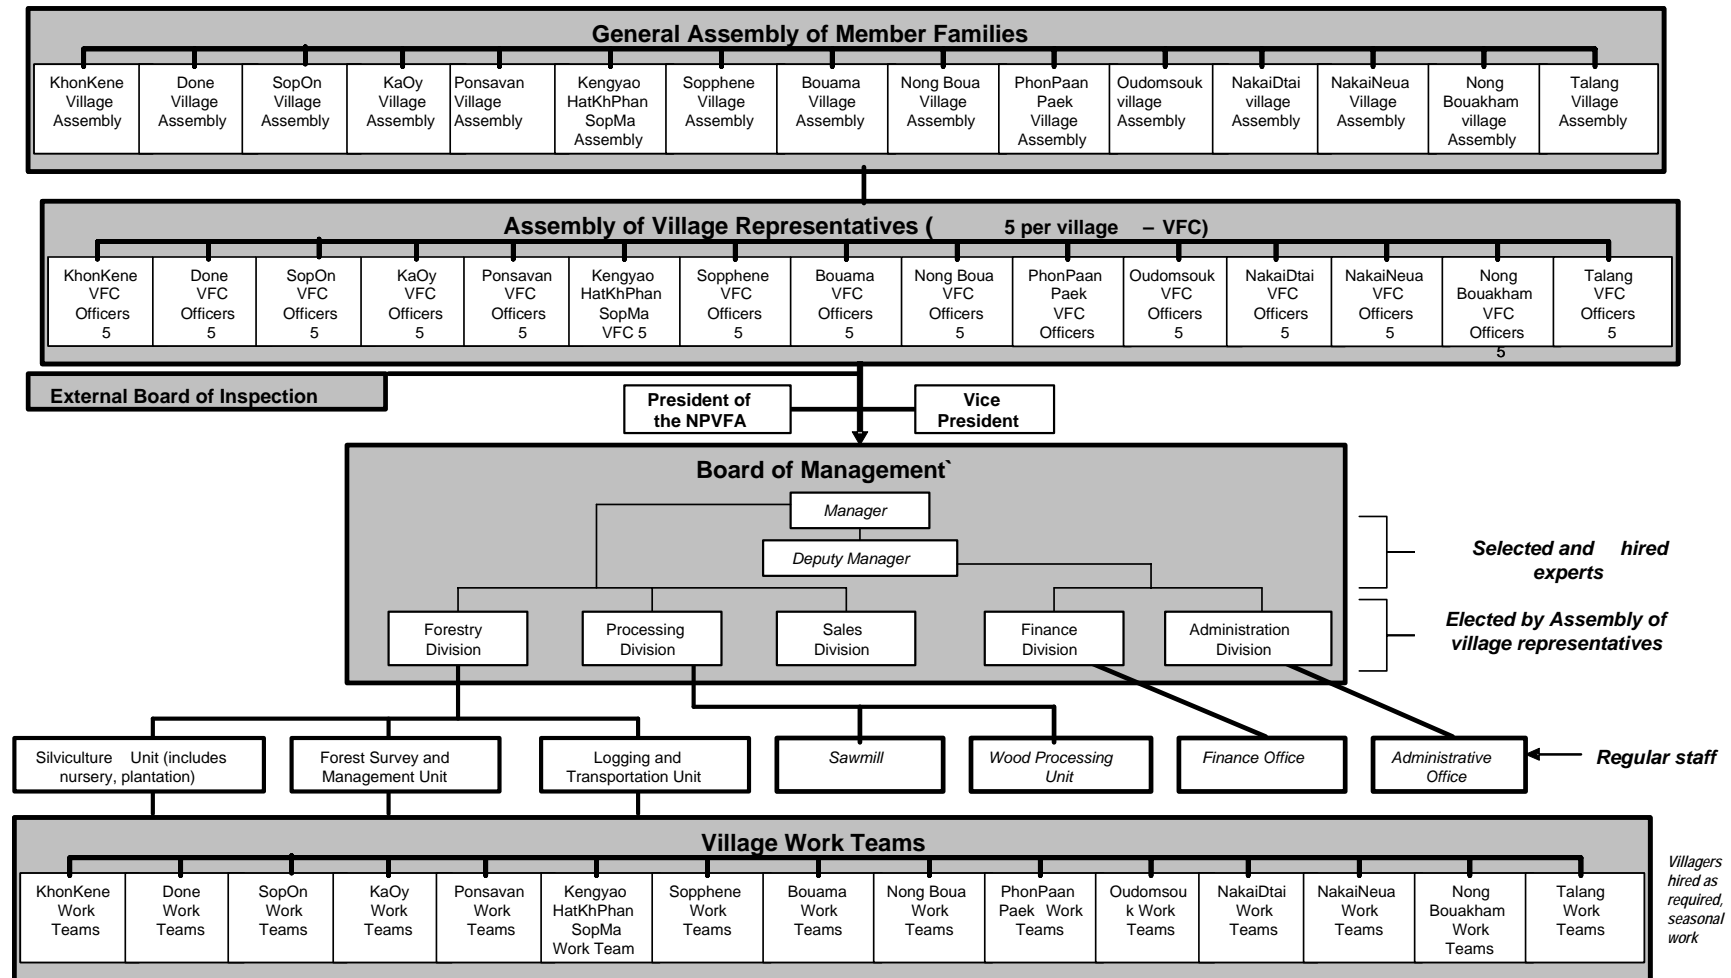 General Assembly of Member Families
KhonKene
Village
Assembly
Done
Village
Assembly
SopOn
Village
Assembly
KaOy
Village
Assembly
Ponsavan
Village
Assembly
Kengyao
HatKhPhan
SopMa
Assembly
Sopphene
Village
Assembly
Bouama
Village
Assembly
Nong Boua
Village
Assembly
PhonPaan
Paek
Village
Assembly
Oudomsouk
village
Assembly
NakaiDtai
village
Assembly
NakaiNeua
Village
Assembly
Nong
Bouakham
village
Assembly
Talang
Village
Assembly
Assembly of Village Representatives ( 5 per village – VFC)
KhonKene
VFC
Officers
5
Done
VFC
Officers
5
SopOn
VFC
Officers
5
KaOy
VFC
Officers
5
Ponsavan
VFC
Officers
5
Kengyao
HatKhPhan
SopMa
VFC 5
Sopphene
VFC
Officers
5
Bouama
VFC
Officers
5
Nong Boua
VFC
Officers
5
PhonPaan
Paek
VFC
Officers
Oudomsouk
VFC
Officers
5
NakaiDtai
VFC
Officers
5
NakaiNeua
VFC
Officers
5
Nong
Bouakham
VFC
Officers
5
Talang
VFC
Officers
5
External Board of Inspection
President of
the NPVFA
Vice
President
Board of Management`
Manager
Deputy Manager
Selected and hired
experts
Forestry
Division
Processing
Division
Sales
Division
Finance
Division
Administration
Division
Elected by Assembly of
village representatives
Silviculture Unit (includes
nursery, plantation)
Forest Survey and
Management Unit
Logging and
Transportation Unit
Sawmill
Wood Processing
Unit
Finance Office
Administrative
Office
Regular staff
Village Work Teams
KhonKene
Work
Teams
Done
Work
Teams
SopOn
Work
Teams
KaOy
Work
Teams
Ponsavan
Work
Teams
Kengyao
HatKhPhan
SopMa
Work Team
Sopphene
Work
Teams
Bouama
Work
Teams
Nong Boua
Work
Teams
PhonPaan
Paek Work
Teams
Oudomsou
k Work
Teams
NakaiDtai
Work
Teams
NakaiNeua
Work
Teams
Nong
Bouakham
Work
Teams
Talang
Work
Teams
Villagers
hired as
required,
seasonal
work